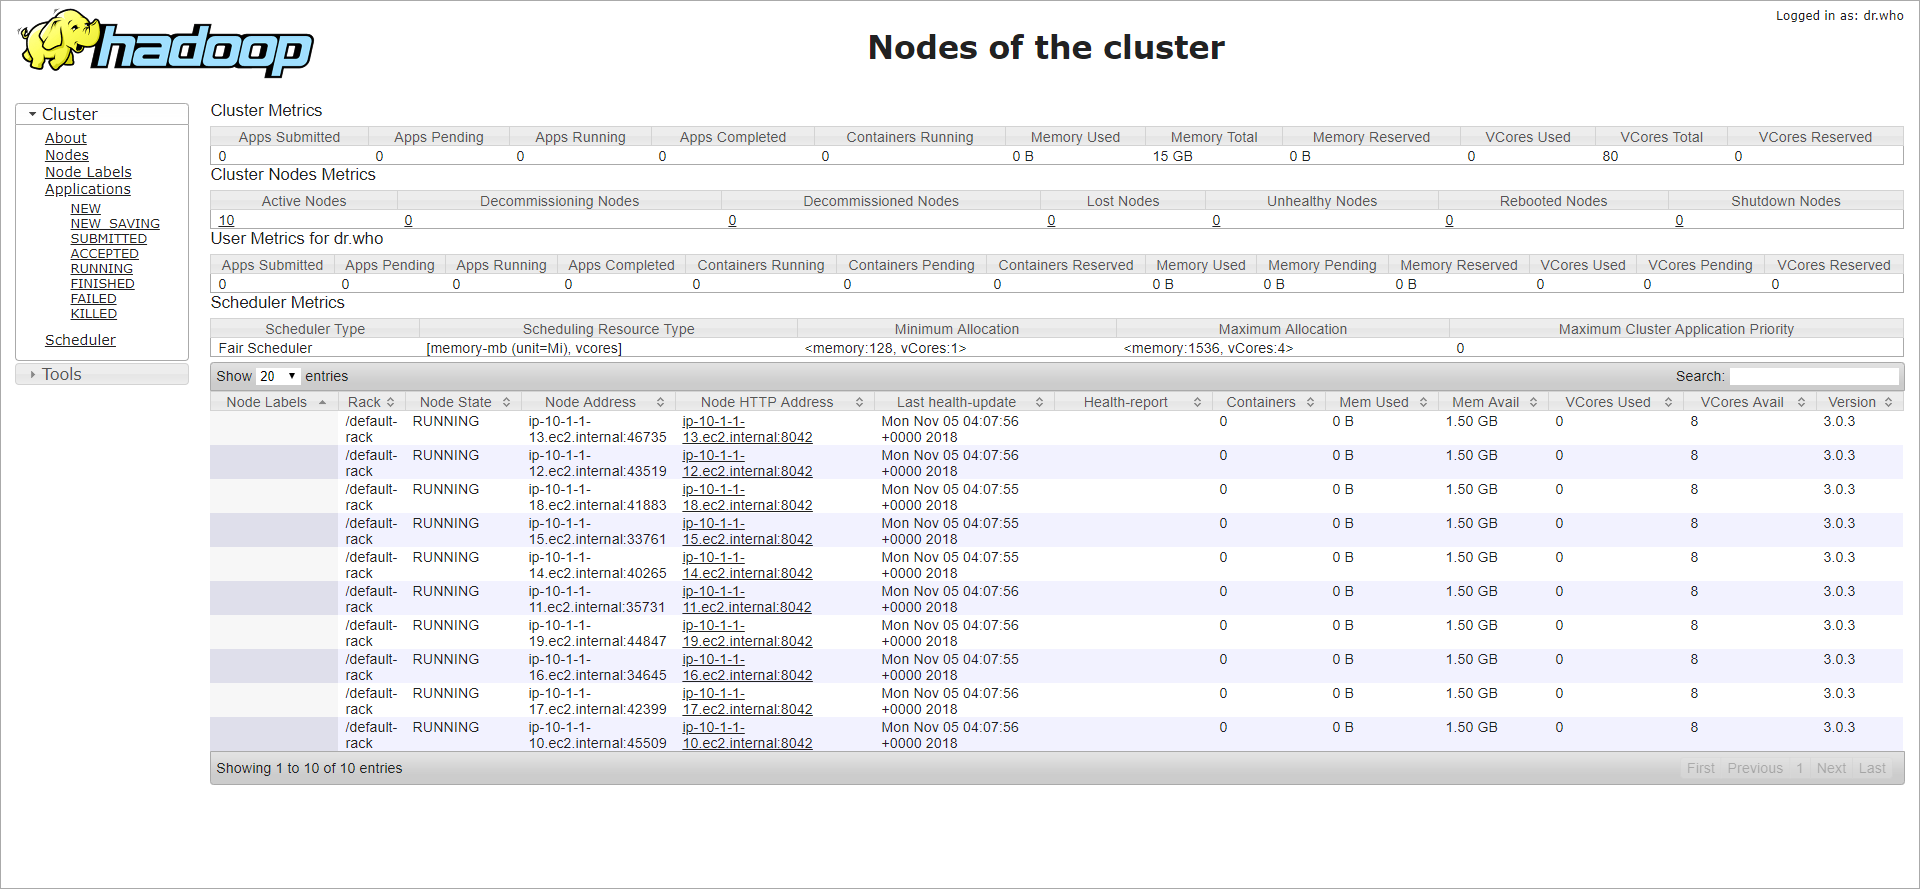 hadoop
Logged in as: dr.who
Nodes of the cluster
Cluster
About
Nodes
Node Labels
Applications
NEW
NEW_SAVING
SUBMITTED
ACCEPTED
RUNNING
FINISHED
FAILED
KILLED
Scheduler
Tools
Cluster Metrics
Apps Submitted Apps Pending Apps Running Apps Completed Containers Running Memory Used Memory Total Memory Reserved VCores Used VCores Total VCores Reserved
0 0 0 0 0 0 B 15 GB 0 B 0 80 0
Cluster Nodes Metrics
Active Nodes Decommissioning Nodes Decommissioned Nodes Lost Nodes Unhealthy Nodes Rebooted Nodes Shutdown Nodes
10 0 0 0 0 0 0
User Metrics for dr.who
Apps Submitted Apps Pending Apps Running Apps Completed Containers Running Containers Pending Containers Reserved Memory Used Memory Pending Memory Reserved VCores Used VCores Pending VCores Reserved
0 0 0 0 0 0 0 0 B 0 B 0 B 0 0 0
Scheduler Metrics
Scheduler Type Scheduling Resource Type Minimum Allocation Maximum Allocation Maximum Cluster Application Priority
Fair Scheduler [memory-mb (unit=Mi), vcores] <memory:128, vCores:1> <memory:1536, vCores:4> 0
Show 20 entries Search:
Node Labels Rack Node State Node Address Node HTTP Address Last health-update Health-report Containers Mem Used Mem Avail VCores Used VCores Avail Version
/default- RUNNING ip-10-1-1- ip-10-1-1- Mon Nov 05 04:07:56 0 0 B 1.50 GB 0 8 3.0.3
rack 13.ec2.internal:46735 13.ec2.internal:8042 +0000 2018
/default- RUNNING ip-10-1-1- ip-10-1-1- Mon Nov 05 04:07:56 0 0 B 1.50 GB 0 8 3.0.3
rack 12.ec2.internal:43519 12.ec2.internal:8042 +0000 2018
/default- RUNNING ip-10-1-1- ip-10-1-1- Mon Nov 05 04:07:55 0 0 B 1.50 GB 0 8 3.0.3
rack 18.ec2.internal:41883 18.ec2.internal:8042 +0000 2018
/default- RUNNING ip-10-1-1- ip-10-1-1- Mon Nov 05 04:07:55 0 0 B 1.50 GB 0 8 3.0.3
rack 15.ec2.internal:33761 15.ec2.internal:8042 +0000 2018
/default- RUNNING ip-10-1-1- ip-10-1-1- Mon Nov 05 04:07:55 0 0 B 1.50 GB 0 8 3.0.3
rack 14.ec2.internal:40265 14.ec2.internal:8042 +0000 2018
/default- RUNNING ip-10-1-1- ip-10-1-1- Mon Nov 05 04:07:56 0 0 B 1.50 GB 0 8 3.0.3
rack 11.ec2.internal:35731 11.ec2.internal:8042 +0000 2018
/default- RUNNING ip-10-1-1- ip-10-1-1- Mon Nov 05 04:07:56 0 0 B 1.50 GB 0 8 3.0.3
rack 19.ec2.internal:44847 19.ec2.internal:8042 +0000 2018
/default- RUNNING ip-10-1-1- ip-10-1-1- Mon Nov 05 04:07:55 0 0 B 1.50 GB 0 8 3.0.3
rack 16.ec2.internal:34645 16.ec2.internal:8042 +0000 2018
/default- RUNNING ip-10-1-1- ip-10-1-1- Mon Nov 05 04:07:56 0 0 B 1.50 GB 0 8 3.0.3
rack 17.ec2.internal:42399 17.ec2.internal:8042 +0000 2018
/default- RUNNING ip-10-1-1- ip-10-1-1- Mon Nov 05 04:07:56 0 0 B 1.50 GB 0 8 3.0.3
rack 10.ec2.internal:45509 10.ec2.internal:8042 +0000 2018
Showing 1 to 10 of 10 entries First Previous 1 Next Last